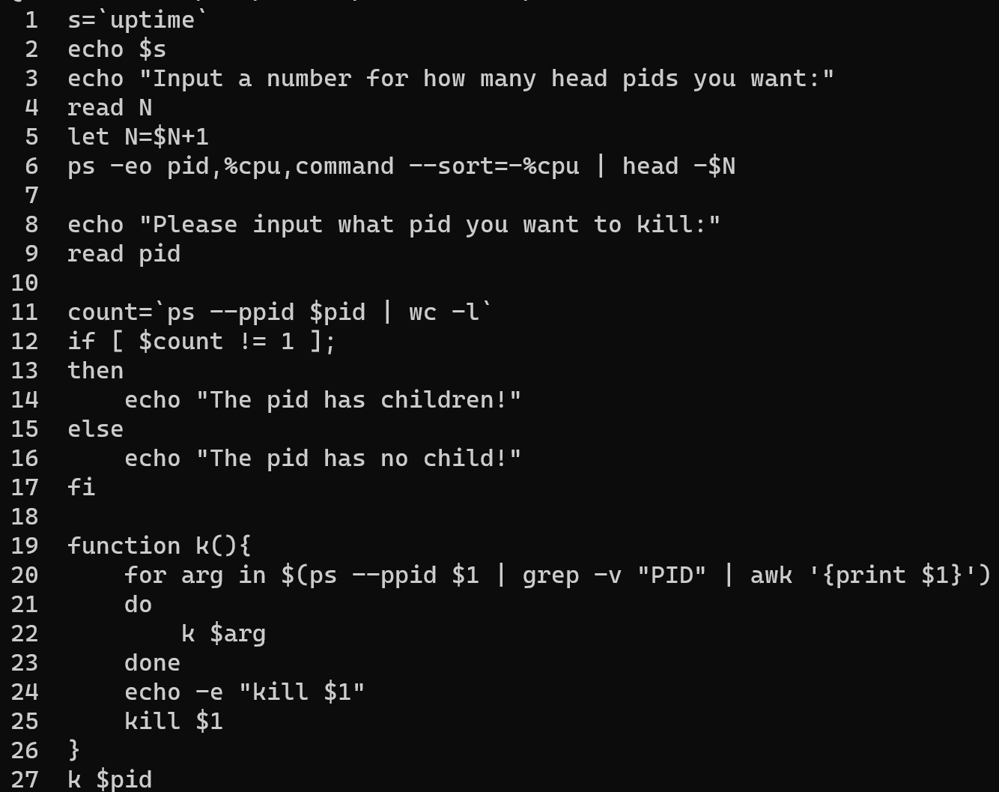 1 s=`uptime`
2 echo $s
3 echo "Input a number for how many head pids you want:"
4 read N
5 let N=$N+1
6 ps -eo pid,%cpu,command --sort=-%cpu | head -$N
7
8 echo "Please input what pid you want to kill:"
9 read pid
10
11 count=`ps --ppid $pid | wc -l`
12 if [ $count != 1 ];
13 then
14     echo "The pid has children!"
15 else
16     echo "The pid has no child!"
17 fi
18
19 function k(){
20     for arg in $(ps --ppid $1 | grep -v "PID" | awk '{print $1}')
21     do
22         k $arg
23     done
24     echo -e "kill $1"
25     kill $1
26 }
27 k $pid